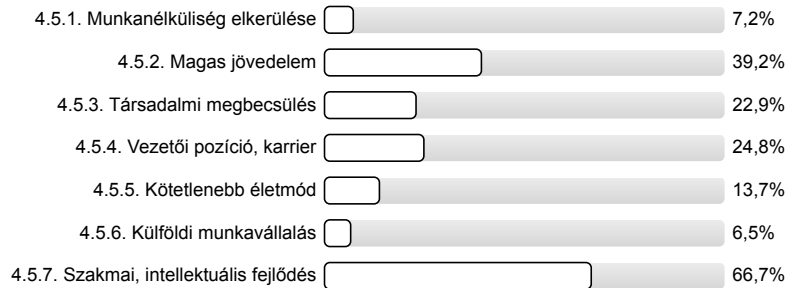 4.5.1. Munkanélküliség elkerülése 7,2%
4.5.2. Magas jövedelem 39,2%
4.5.3. Társadalmi megbecsülés 22,9%
4.5.4. Vezetői pozíció, karrier 24,8%
4.5.5. Kötetlenebb életmód 13,7%
4.5.6. Külföldi munkavállalás 6,5%
4.5.7. Szakmai, intellektuális fejlődés 66,7%